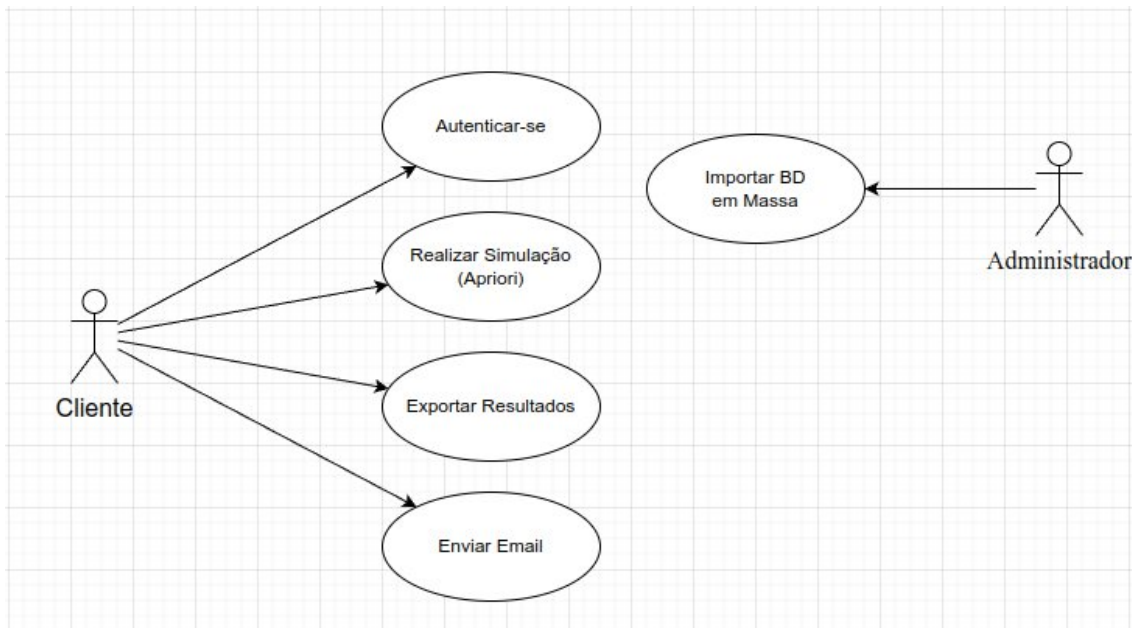 Autenticar-se
Importar BD
em Massa
Realizar Simulação
(Apriori)
Administrador
Cliente
Exportar Resultados
Enviar Email